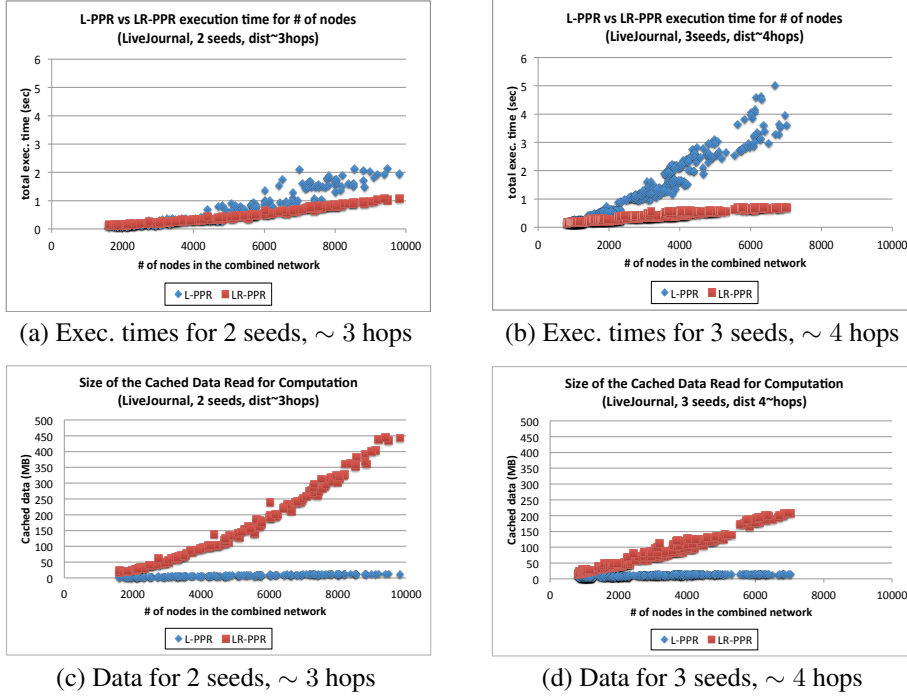 L-PPR vs LR-PPR execution time for # of nodes
(LiveJournal, 2 seeds, dist~3hops)
total exec. time (sec)
6
5
4
3
2
1
0
0
2000
4000
6000
8000
10000
# of nodes in the combined network
L-PPR
LR-PPR
(a) Exec. times for 2 seeds, ∼ 3 hops
L-PPR vs LR-PPR execution time for # of nodes
(LiveJournal, 3seeds, dist~4hops)
total exec. time (sec)
6
5
4
3
2
1
0
0
2000
4000
6000
8000
10000
# of nodes in the combined network
L-PPR
LR-PPR
(b) Exec. times for 3 seeds, ∼ 4 hops
Size of the Cached Data Read for Computation
(LiveJournal, 2 seeds, dist~3hops)
Cached data (MB)
500
450
400
350
300
250
200
150
100
50
0
0
2000
4000
6000
8000
10000
# of nodes in the combined network
L-PPR
LR-PPR
(c) Data for 2 seeds, ∼ 3 hops
Size of the Cached Data Read for Computation
(LiveJournal, 3 seeds, dist 4~hops)
Cached data (MB)
500
450
400
350
300
250
200
150
100
50
0
0
2000
4000
6000
8000
10000
# of nodes in the combined network
L-PPR
LR-PPR
(d) Data for 3 seeds, ∼ 4 hops